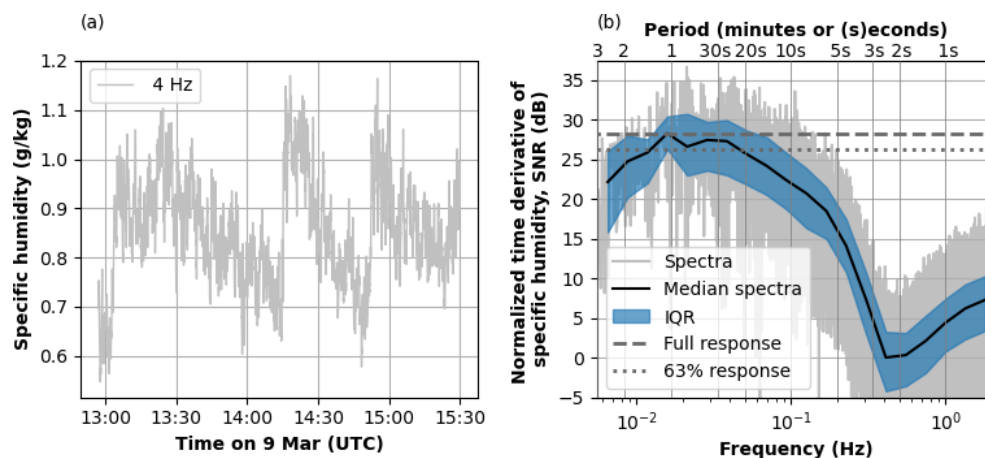 (a)
Specific humidity (g/kg)
1.2
1.1
1.0
0.9
0.8
0.7
0.6
4 Hz
13:00 13:30 14:00 14:30 15:00 15:30
Time on 9 Mar (UTC)
(b)
Period (minutes or (s)econds)
3 2 1 30s 20s 10s 5s 3s 2s 1s
Normalized time derivative of
specific humidity, SNR (dB)
35
30
25
20
15
10
5
0
−5
Spectra
Median spectra
IQR
Full response
63% response
10⁻² 10⁻¹ 10⁰
Frequency (Hz)